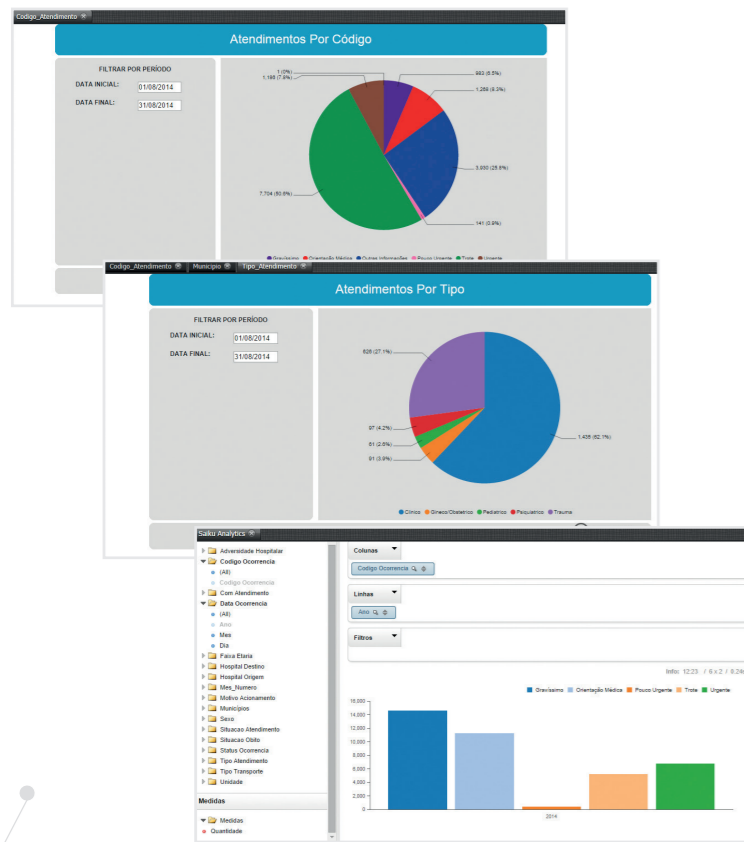 Codigo_Atendimento
Atendimentos Por Código
FILTRAR POR PERÍODO
DATA INICIAL: 01/08/2014
DATA FINAL: 31/08/2014
1 (0%)
1,186 (7.8%)
983 (6.5%)
1,259 (8.3%)
3,930 (25.8%)
141 (0.9%)
7,704 (50.6%)
Gravíssimo Orientação Médica Outras Informações Pouco Urgente Trote Urgente
Codigo_Atendimento Municipio Tipo_Atendimento
Atendimentos Por Tipo
FILTRAR POR PERÍODO
DATA INICIAL: 01/08/2014
DATA FINAL: 31/08/2014
626 (27.1%)
97 (4.2%)
61 (2.6%)
91 (3.9%)
1,436 (62.1%)
Clínico Gineco/Obstetrico Pediatrico Psiquiatrico Trauma
Saiku Analytics
Adversidade Hospitalar
Codigo Ocorrencia
(All)
Codigo Ocorrencia
Com Atendimento
Data Ocorrencia
(All)
Ano
Mes
Dia
Faixa Etaria
Hospital Destino
Hospital Origem
Mes_Numero
Motivo Acionamento
Municípios
Sexo
Situacao Atendimento
Situacao Obito
Status Ocorrencia
Tipo Atendimento
Tipo Transporte
Unidade
Medidas
Medidas
Quantidade
Colunas
Codigo Ocorrencia
Linhas
Ano
Filtros
Info: 12:23 / 6 x 2 / 0.24s
Gravíssimo Orientação Médica Pouco Urgente Trote Urgente
16,000
14,000
12,000
10,000
8,000
6,000
4,000
2,000
0
2014